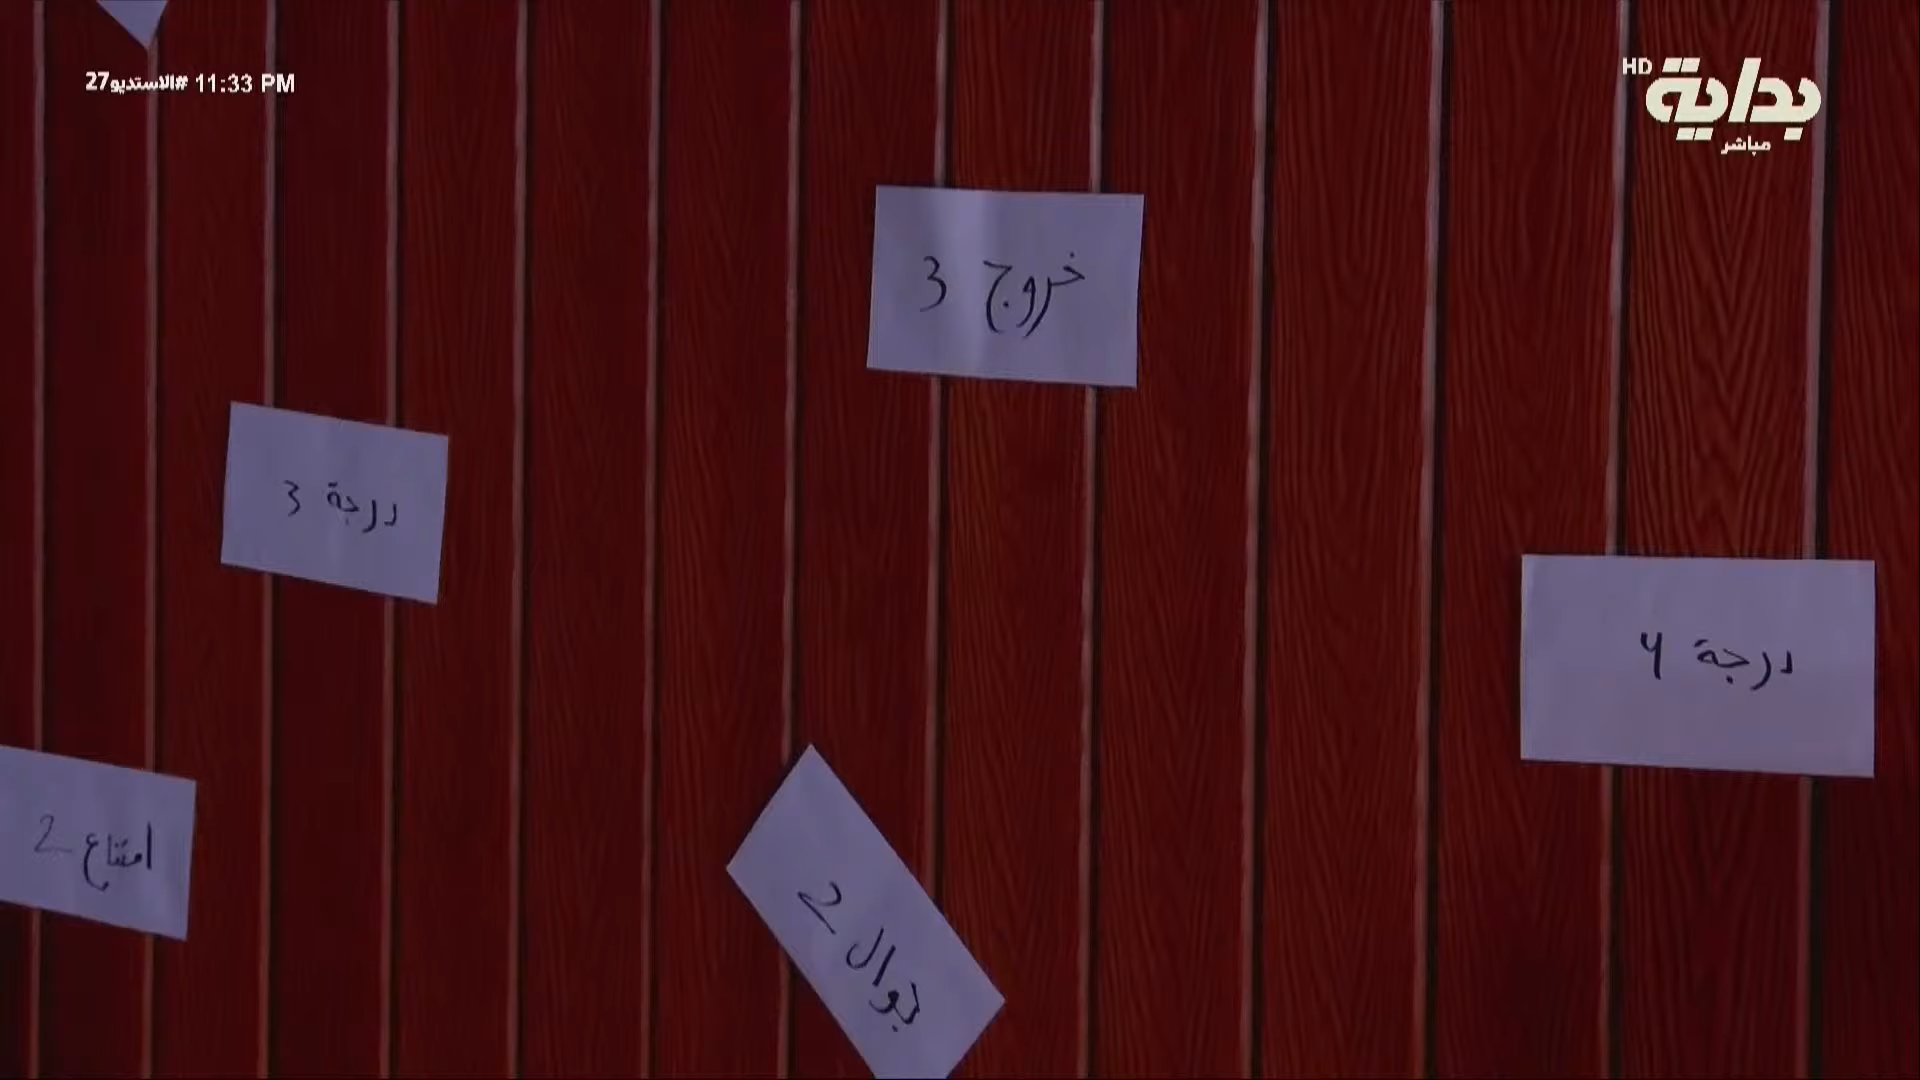 #الاستديو27 11:33 PM
HD
بداية
مباشر
خروج 3
درجة 3
درجة 4
امتناع 2
جوال 2